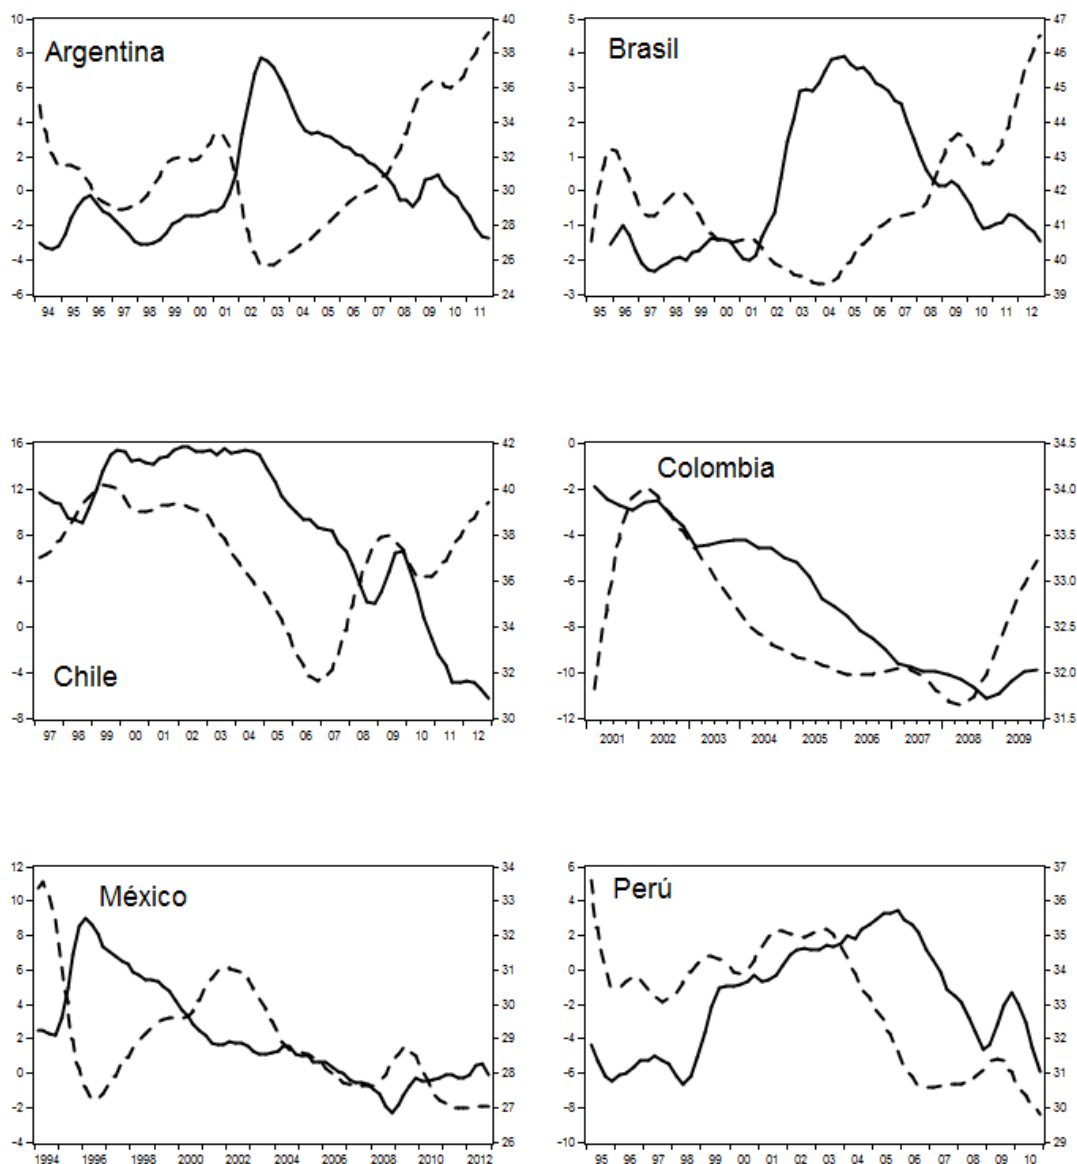 Argentina
10 8 6 4 2 0 -2 -4 -6
40 38 36 34 32 30 28 26 24
94 95 96 97 98 99 00 01 02 03 04 05 06 07 08 09 10 11
Brasil
5 4 3 2 1 0 -1 -2 -3
47 46 45 44 43 42 41 40 39
95 96 97 98 99 00 01 02 03 04 05 06 07 08 09 10 11 12
Chile
16 12 8 4 0 -4 -8
42 40 38 36 34 32 30
97 98 99 00 01 02 03 04 05 06 07 08 09 10 11 12
Colombia
0 -2 -4 -6 -8 -10 -12
34.5 34.0 33.5 33.0 32.5 32.0 31.5
2001 2002 2003 2004 2005 2006 2007 2008 2009
México
12 10 8 6 4 2 0 -2 -4
34 33 32 31 30 29 28 27 26
1994 1996 1998 2000 2002 2004 2006 2008 2010 2012
Perú
6 4 2 0 -2 -4 -6 -8 -10
37 36 35 34 33 32 31 30 29
95 96 97 98 99 00 01 02 03 04 05 06 07 08 09 10